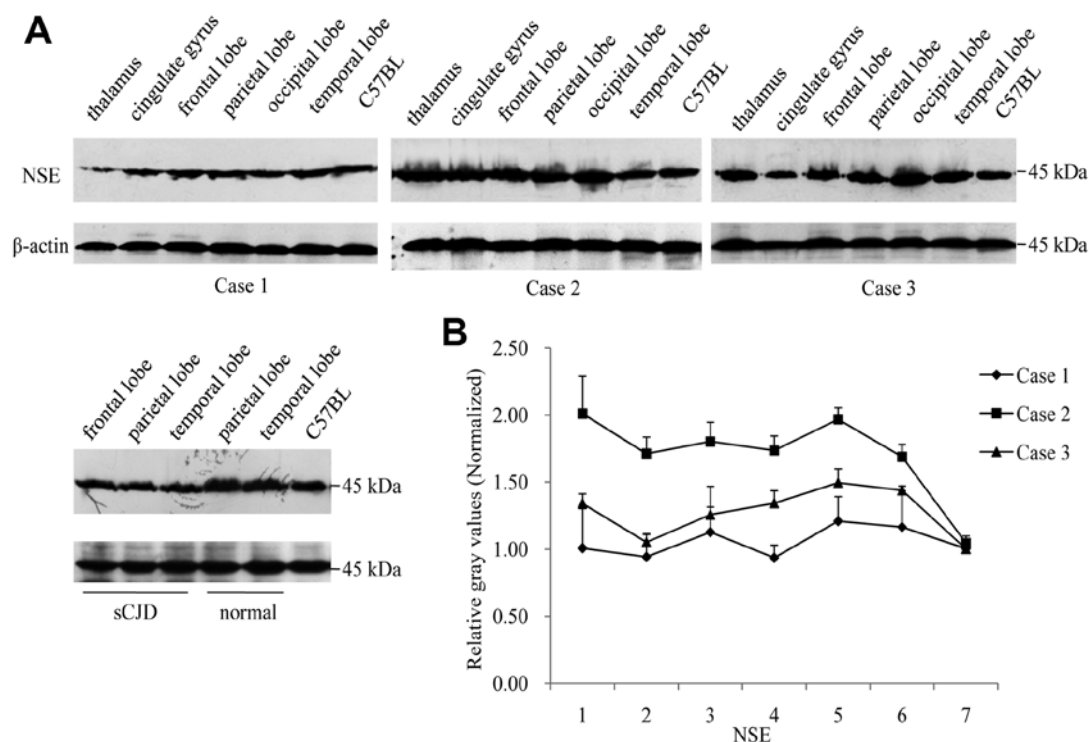 A
thalamus
cingulate gyrus
frontal lobe
parietal lobe
occipital lobe
temporal lobe
C57BL
thalamus
cingulate gyrus
frontal lobe
parietal lobe
occipital lobe
temporal lobe
C57BL
thalamus
cingulate gyrus
frontal lobe
parietal lobe
occipital lobe
temporal lobe
C57BL
NSE
45 kDa
β-actin
45 kDa
Case 1
Case 2
Case 3
frontal lobe
parietal lobe
temporal lobe
parietal lobe
temporal lobe
C57BL
45 kDa
45 kDa
sCJD
normal
B
Relative gray values (Normalized)
2.50
2.00
1.50
1.00
0.50
0.00
1 2 3 4 5 6 7
NSE
Case 1
Case 2
Case 3